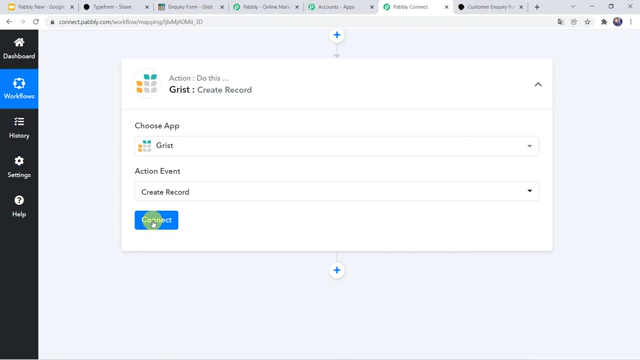 Pabbly New - Google S
Typeform - Share
Enquiry Form - Grist
Pabbly - Online Man
Accounts - Apps
Pabbly Connect
Customer Enquiry Fo
connect.pabbly.com/workflow/mapping/
Dashboard
Workflows
History
Settings
Help
Action : Do this ...
Grist : Create Record
Choose App
Grist
Action Event
Create Record
Connect